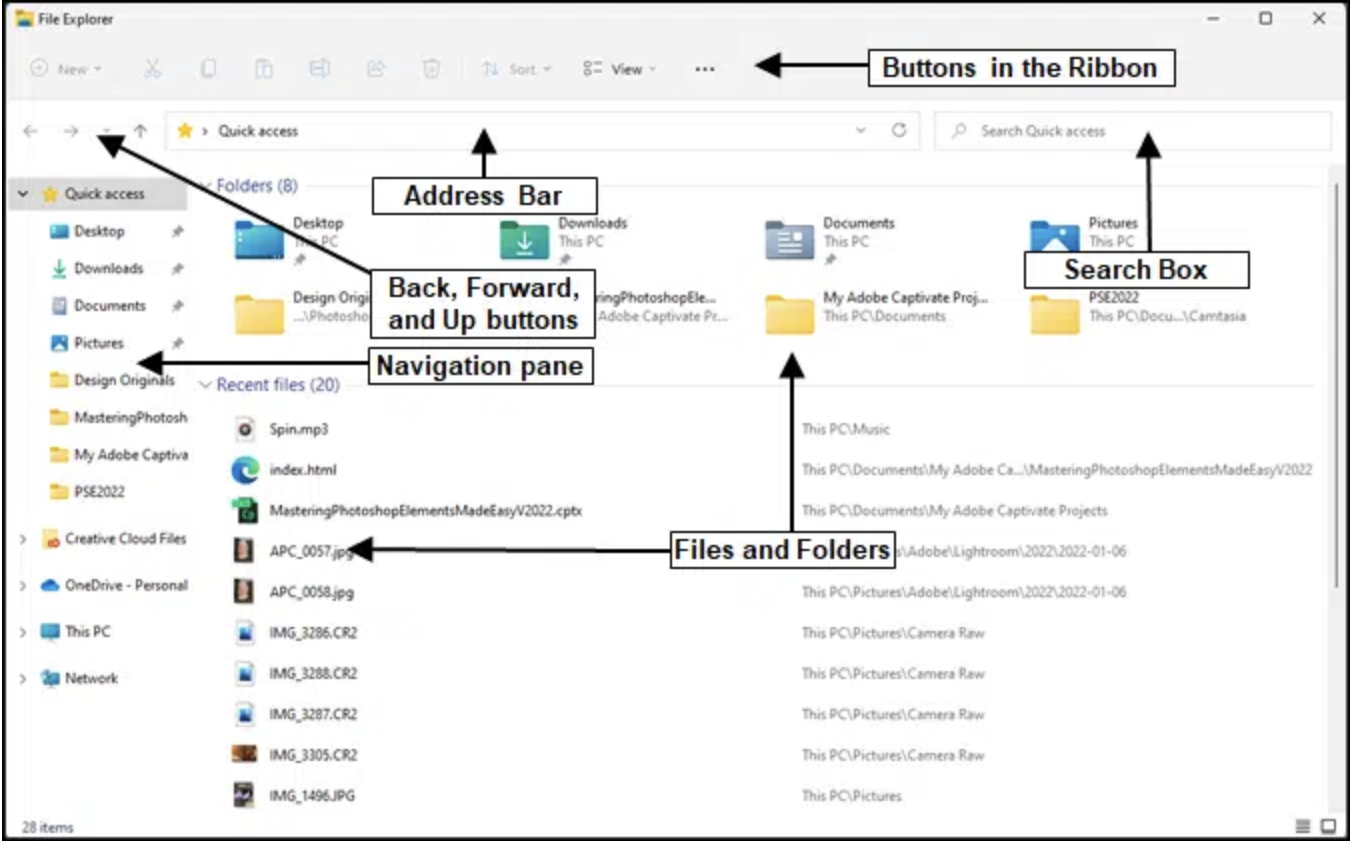 File Explorer
New
Sort
View
Buttons in the Ribbon
Quick access
Search Quick access
Address Bar
Back, Forward,
and Up buttons
Navigation pane
Search Box
Files and Folders
Quick access
Desktop
Downloads
Documents
Pictures
Design Originals
MasteringPhotosh
My Adobe Captiva
PSE2022
Creative Cloud Files
OneDrive - Personal
This PC
Network
Folders (8)
Desktop
This PC
Downloads
This PC
Documents
This PC
Pictures
This PC
Design Origi
...\Photosho
ringPhotoshopEle...
Adobe Captivate Pr...
My Adobe Captivate Proj...
This PC\Documents
PSE2022
This PC\Docu...\Camtasia
Recent files (20)
Spin.mp3 This PC\Music
index.html This PC\Documents\My Adobe Ca...\MasteringPhotoshopElementsMadeEasyV2022
MasteringPhotoshopElementsMadeEasyV2022.cptx This PC\Documents\My Adobe Captivate Projects
APC_0057.jpg s\Adobe\Lightroom\2022\2022-01-06
APC_0058.jpg This PC\Pictures\Adobe\Lightroom\2022\2022-01-06
IMG_3286.CR2 This PC\Pictures\Camera Raw
IMG_3288.CR2 This PC\Pictures\Camera Raw
IMG_3287.CR2 This PC\Pictures\Camera Raw
IMG_3305.CR2 This PC\Pictures\Camera Raw
IMG_1496.JPG This PC\Pictures
28 items